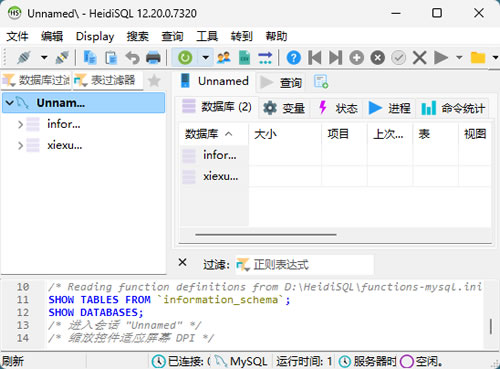 Unnamed\ - HeidiSQL 12.20.0.7320
文件 编辑 Display 搜索 查询 工具 转到 帮助
数据库过滤 表过滤器 Unnamed 查询
Unnam... 数据库 (2) 变量 状态 进程 命令统计
infor... 数据库 大小 项目 上次... 表 视图
xiexu... infor...
xiexu...
过滤: 正则表达式
10 /* Reading function definitions from D:\HeidiSQL\functions-mysql.ini
11 SHOW TABLES FROM `information_schema`;
12 SHOW DATABASES;
13 /* 进入会话 "Unnamed" */
14 /* 缩放控件适应屏幕 DPI */
刷新 已连接: MySQL 运行时间: 1 服务器时 空闲。